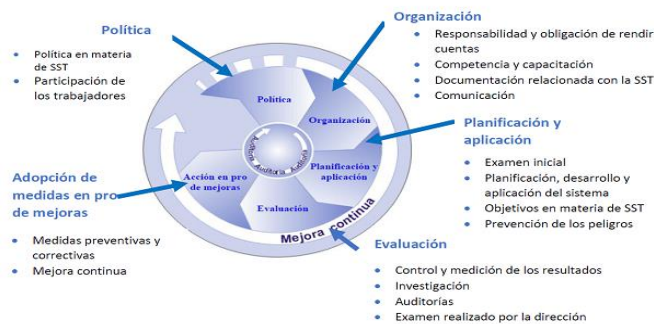 Política
• Política en materia
de SST
• Participación de
los trabajadores
Organización
• Responsabilidad y obligación de rendir
cuentas
• Competencia y capacitación
• Documentación relacionada con la SST
• Comunicación
Planificación y
aplicación
• Examen inicial
• Planificación, desarrollo y
aplicación del sistema
• Objetivos en materia de SST
• Prevención de los peligros
Evaluación
• Control y medición de los resultados
• Investigación
• Auditorías
• Examen realizado por la dirección
Adopción de
medidas en pro
de mejoras
• Medidas preventivas y
correctivas
• Mejora continua
Política
Organización
Planificación y
aplicación
Evaluación
Acción en pro
de mejoras
Auditoría Auditoría Auditoría
Mejora continua